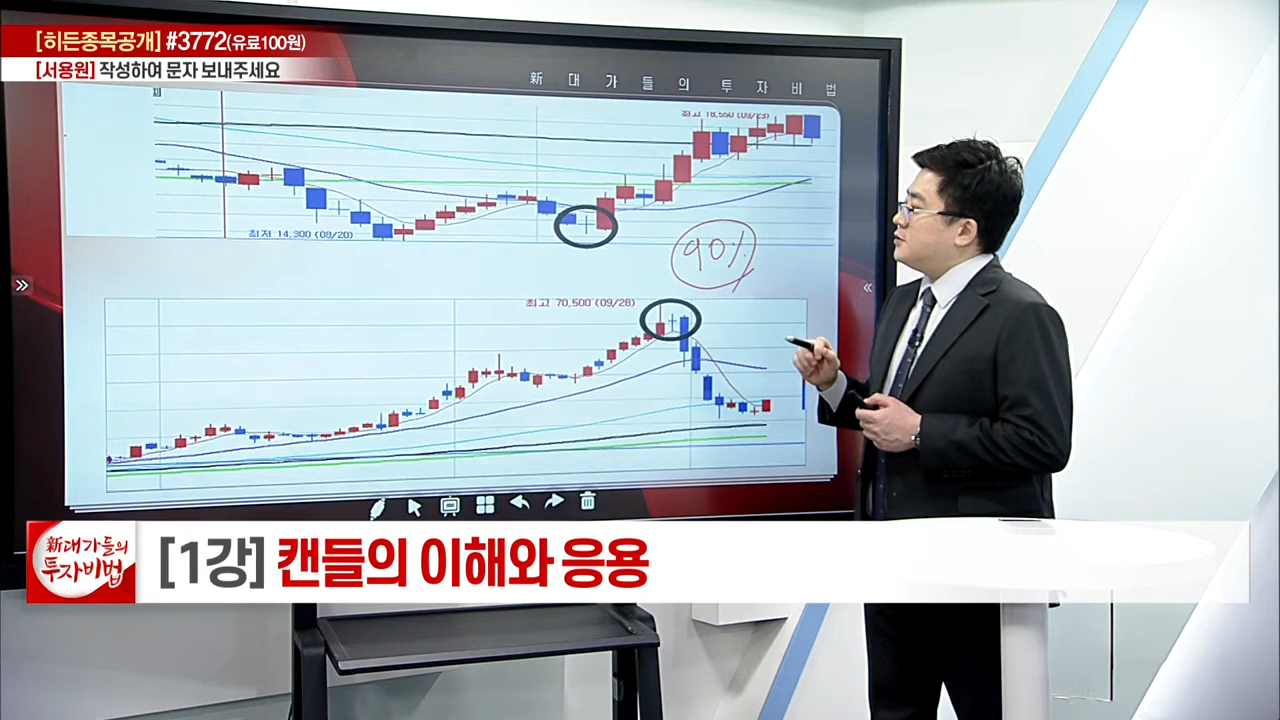 [히든종목공개] #3772(유료100원)
[서용원] 작성하여 문자 보내주세요
新 대 가 들 의 투 자 비 법
최고 18,550 (09/23)
최저 14,300 (08/20)
90%
최고 70,500 (09/28)
新대가들의
투자비법
[1강] 캔들의 이해와 응용